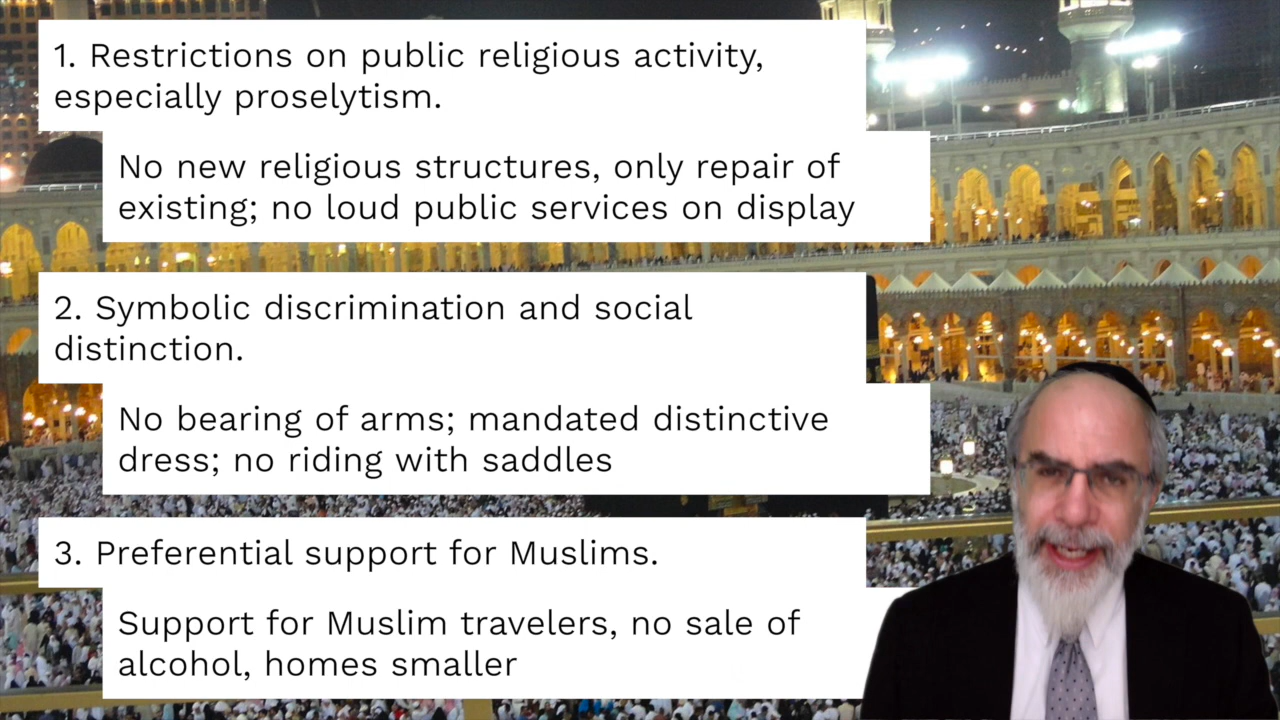 1. Restrictions on public religious activity,
especially proselytism.
No new religious structures, only repair of
existing; no loud public services on display
2. Symbolic discrimination and social
distinction.
No bearing of arms; mandated distinctive
dress; no riding with saddles
3. Preferential support for Muslims.
Support for Muslim travelers, no sale of
alcohol, homes smaller